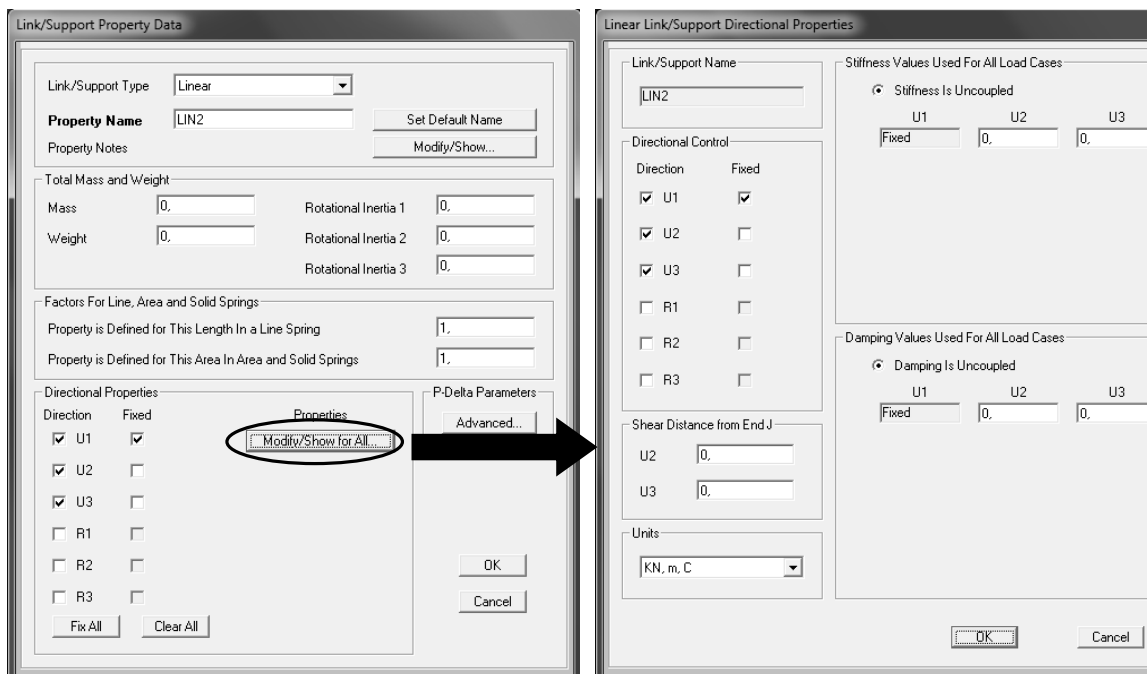 Link/Support Property Data
Link/Support Type Linear
Property Name LIN2 Set Default Name
Property Notes Modify/Show...
Total Mass and Weight
Mass 0, Rotational Inertia 1 0,
Weight 0, Rotational Inertia 2 0,
Rotational Inertia 3 0,
Factors For Line, Area and Solid Springs
Property is Defined for This Length In a Line Spring 1,
Property is Defined for This Area In Area and Solid Springs 1,
Directional Properties
Direction Fixed Properties
U1 Modify/Show for All...
U2
U3
R1
R2
R3
Fix All Clear All
P-Delta Parameters
Advanced...
OK
Cancel
Linear Link/Support Directional Properties
Link/Support Name
LIN2
Directional Control
Direction Fixed
U1
U2
U3
R1
R2
R3
Shear Distance from End J
U2 0,
U3 0,
Units
KN, m, C
Stiffness Values Used For All Load Cases
Stiffness Is Uncoupled
U1 U2 U3
Fixed 0, 0,
Damping Values Used For All Load Cases
Damping Is Uncoupled
U1 U2 U3
Fixed 0, 0,
OK Cancel